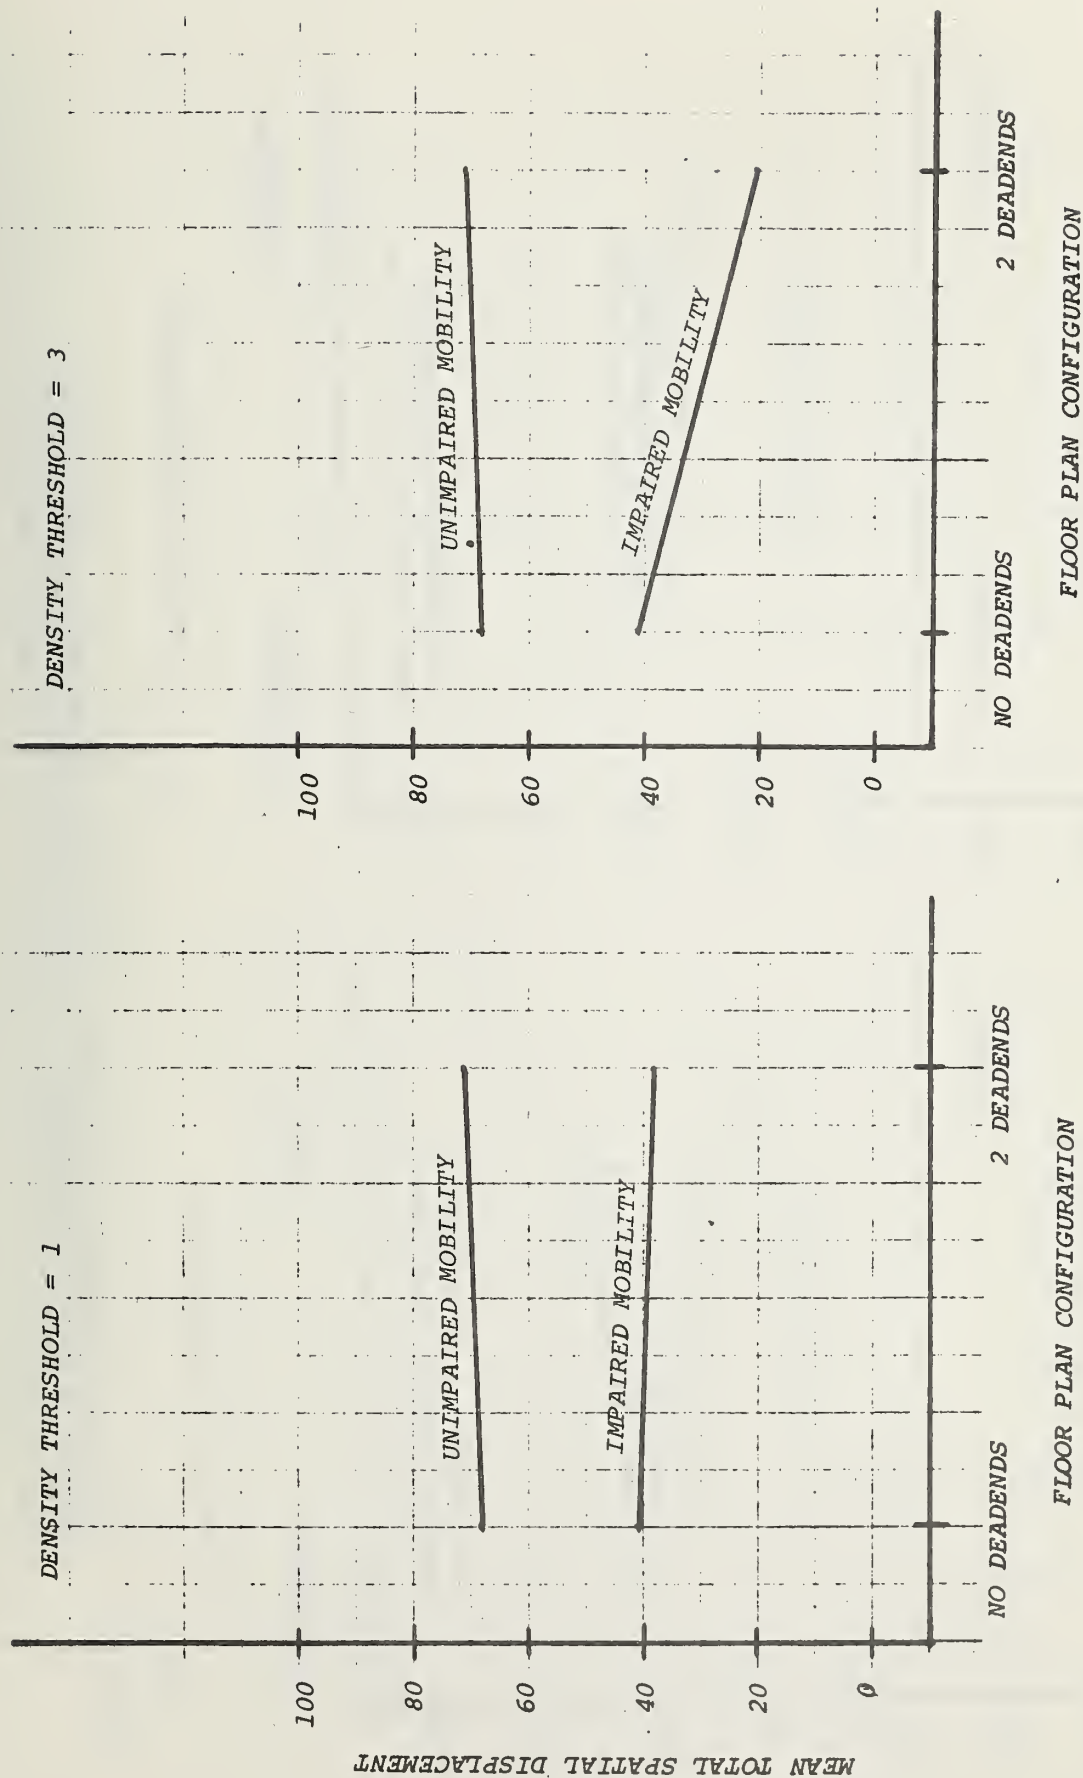 DENSITY THRESHOLD = 1
MEAN TOTAL SPATIAL DISPLACEMENT
100
80
60
40
20
0
UNIMPAIRED MOBILITY
IMPAIRED MOBILITY
NO DEADENDS
2 DEADENDS
FLOOR PLAN CONFIGURATION
DENSITY THRESHOLD = 3
100
80
60
40
20
0
UNIMPAIRED MOBILITY
IMPAIRED MOBILITY
NO DEADENDS
2 DEADENDS
FLOOR PLAN CONFIGURATION